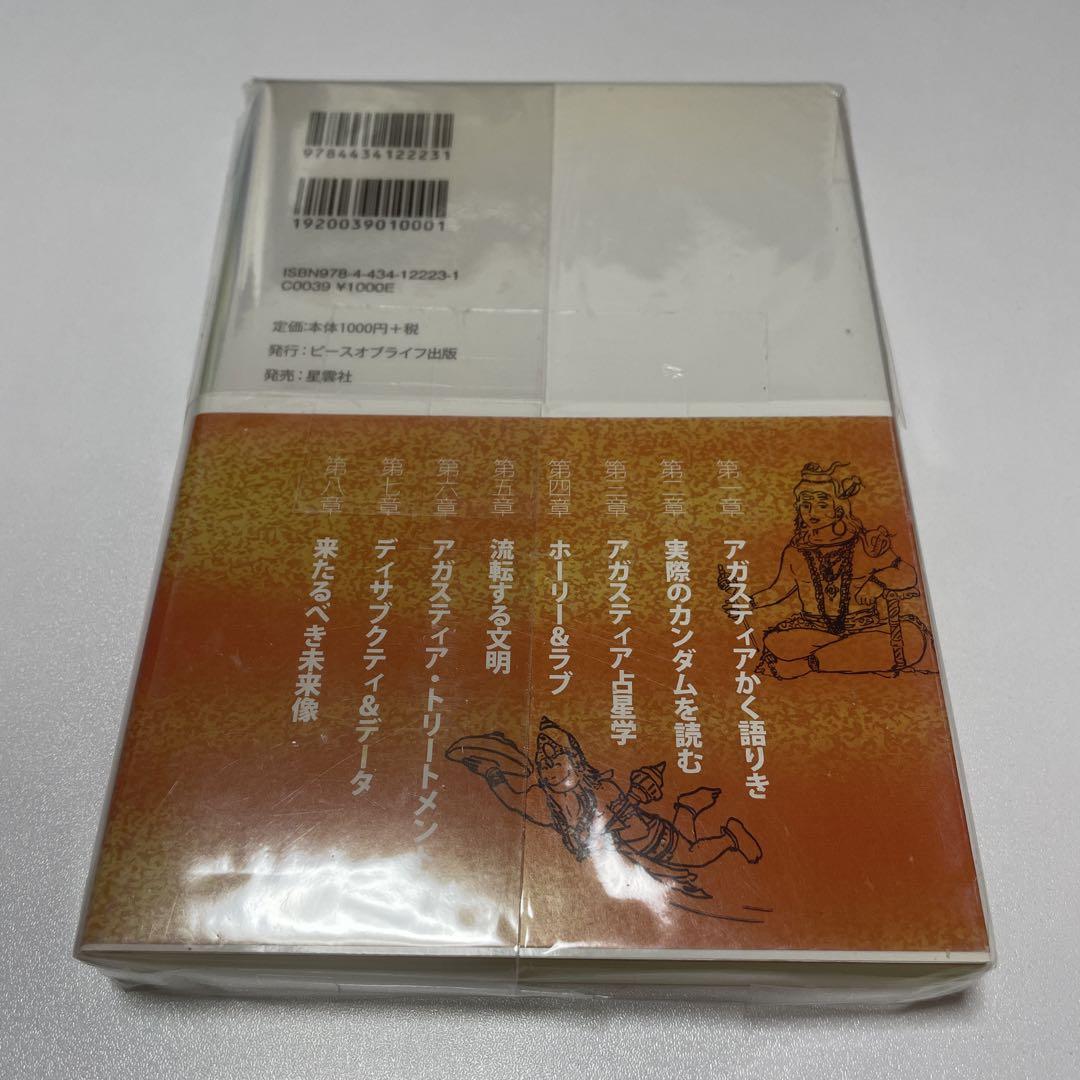 9784434122231
1920039010001
ISBN978-4-434-12223-1
C0039 ¥1000E
定価:本体1000円+税
発行:ピースオブライフ出版
発売:星雲社
第一章 アガスティアかく語りき
第二章 実際のカンダムを読む
第三章 アガスティア占星学
第四章 ホーリー&ラブ
第五章 流転する文明
第六章 アガスティア・トリートメント
第七章 ディサブクティ&データ
第八章 来たるべき未来像